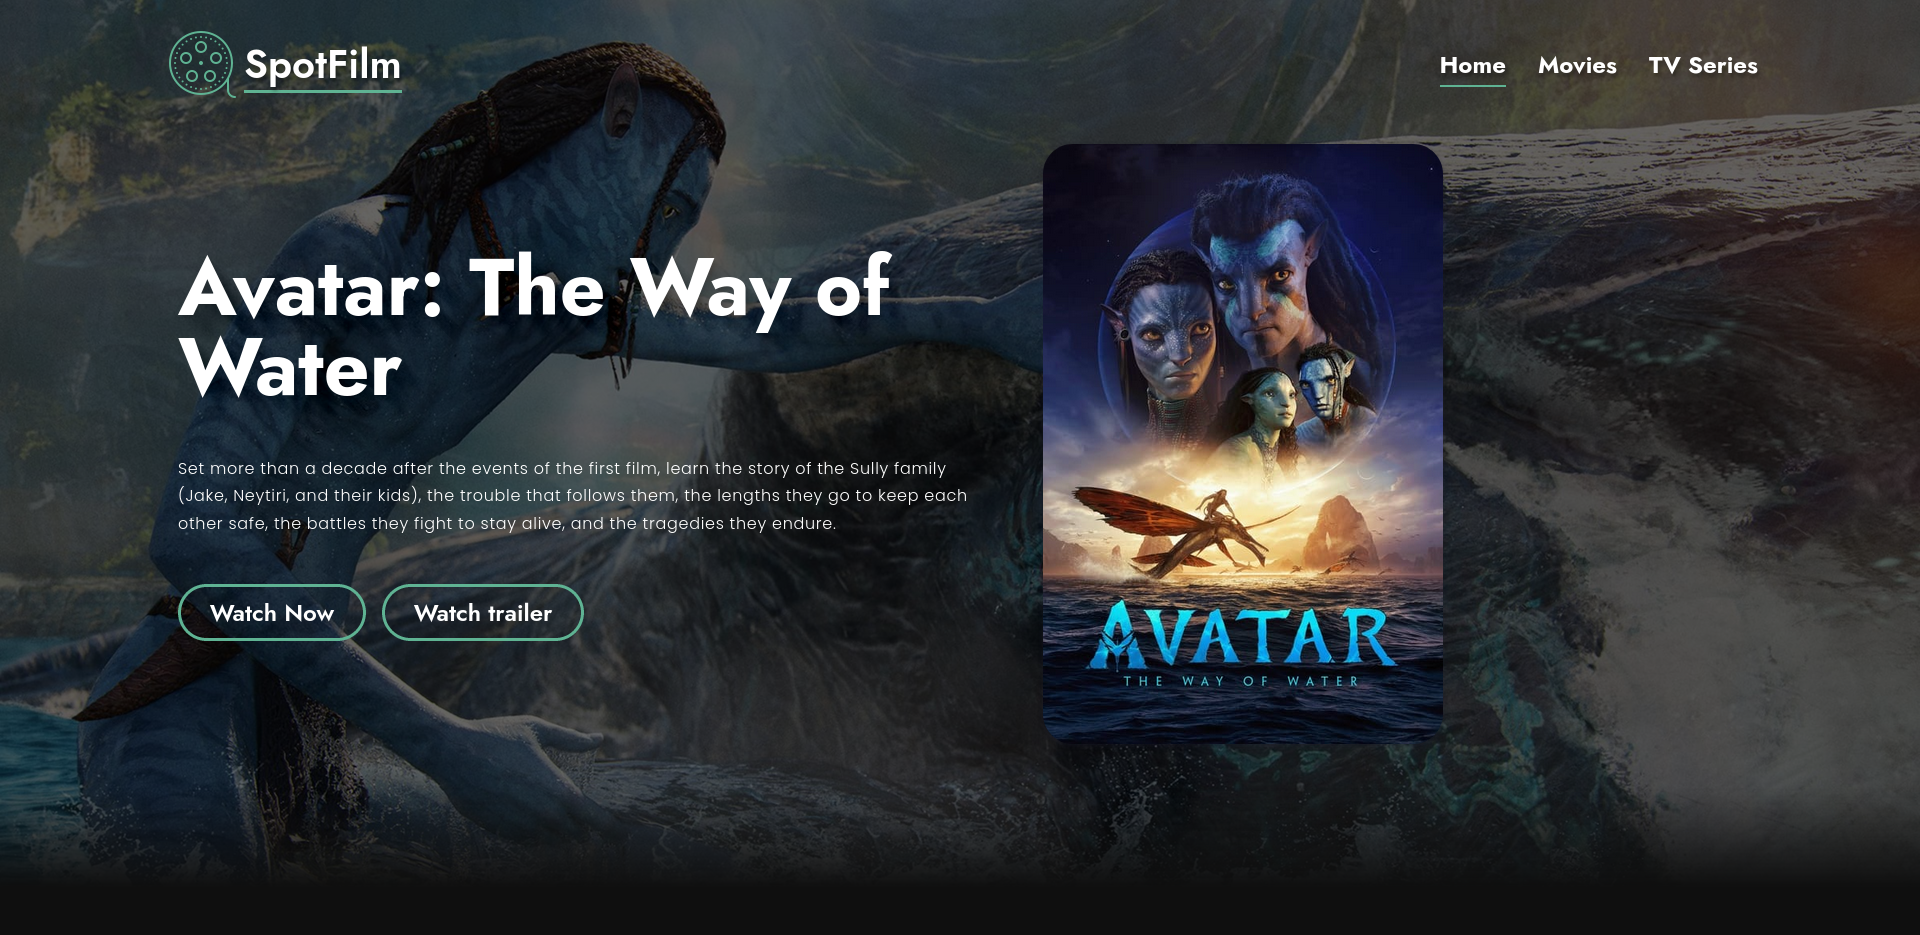 SpotFilm
Home
Movies
TV Series
Avatar: The Way of
Water
Set more than a decade after the events of the first film, learn the story of the Sully family
(Jake, Neytiri, and their kids), the trouble that follows them, the lengths they go to keep each
other safe, the battles they fight to stay alive, and the tragedies they endure.
Watch Now
Watch trailer
AVATAR
THE WAY OF WATER